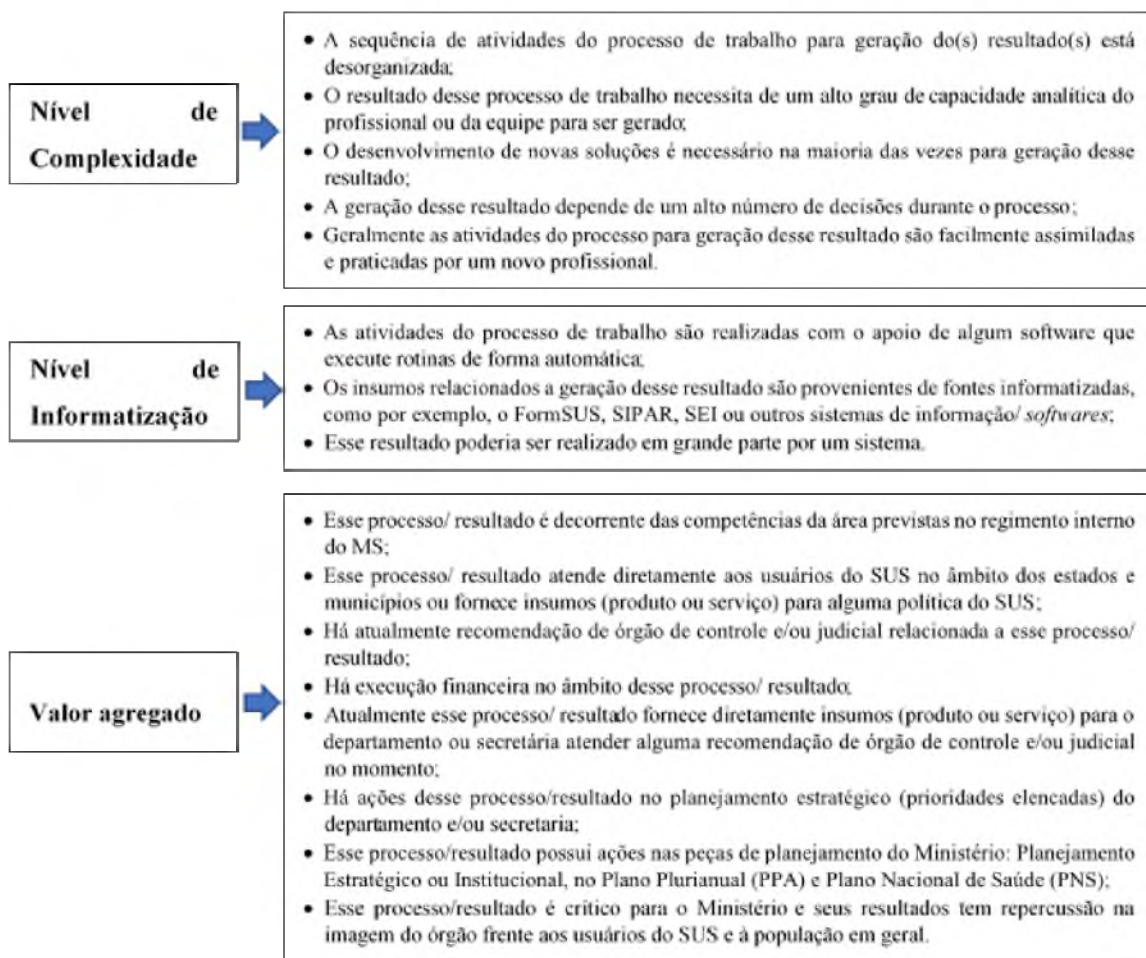 Nível de
Complexidade
• A sequência de atividades do processo de trabalho para geração do(s) resultado(s) está
desorganizada;
• O resultado desse processo de trabalho necessita de um alto grau de capacidade analítica do
profissional ou da equipe para ser gerado;
• O desenvolvimento de novas soluções é necessário na maioria das vezes para geração desse
resultado;
• A geração desse resultado depende de um alto número de decisões durante o processo;
• Geralmente as atividades do processo para geração desse resultado são facilmente assimiladas
e praticadas por um novo profissional.
Nível de
Informatização
• As atividades do processo de trabalho são realizadas com o apoio de algum software que
execute rotinas de forma automática;
• Os insumos relacionados a geração desse resultado são provenientes de fontes informatizadas,
como por exemplo, o FormSUS, SIPAR, SEI ou outros sistemas de informação/ softwares;
• Esse resultado poderia ser realizado em grande parte por um sistema.
Valor agregado
• Esse processo/ resultado é decorrente das competências da área previstas no regimento interno
do MS;
• Esse processo/ resultado atende diretamente aos usuários do SUS no âmbito dos estados e
municípios ou fornece insumos (produto ou serviço) para alguma política do SUS;
• Há atualmente recomendação de órgão de controle e/ou judicial relacionada a esse processo/
resultado;
• Há execução financeira no âmbito desse processo/ resultado;
• Atualmente esse processo/ resultado fornece diretamente insumos (produto ou serviço) para o
departamento ou secretária atender alguma recomendação de órgão de controle e/ou judicial
no momento;
• Há ações desse processo/resultado no planejamento estratégico (prioridades elencadas) do
departamento e/ou secretaria;
• Esse processo/resultado possui ações nas peças de planejamento do Ministério: Planejamento
Estratégico ou Institucional, no Plano Plurianual (PPA) e Plano Nacional de Saúde (PNS);
• Esse processo/resultado é crítico para o Ministério e seus resultados tem repercussão na
imagem do órgão frente aos usuários do SUS e à população em geral.